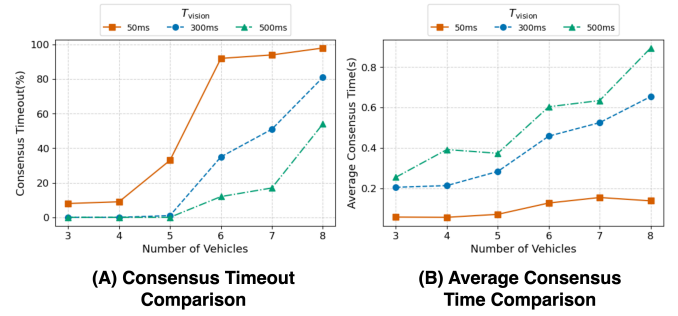 T_vision
50ms 300ms 500ms
Consensus Timeout(%)
100
80
60
40
20
0
3 4 5 6 7 8
Number of Vehicles
(A) Consensus Timeout
Comparison
T_vision
50ms 300ms 500ms
Average Consensus Time(s)
0.8
0.6
0.4
0.2
3 4 5 6 7 8
Number of Vehicles
(B) Average Consensus
Time Comparison